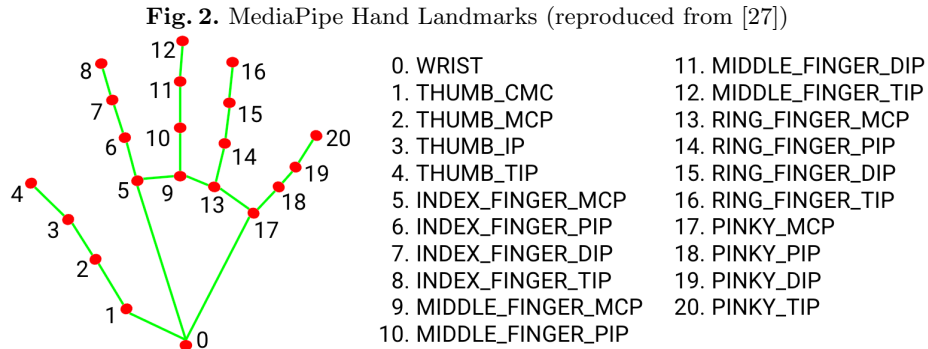 Fig. 2. MediaPipe Hand Landmarks (reproduced from [27])
12
8
16
11
7
15
20
6
10
14
19
4
5
9
13
18
3
17
2
1
0
0. WRIST
1. THUMB_CMC
2. THUMB_MCP
3. THUMB_IP
4. THUMB_TIP
5. INDEX_FINGER_MCP
6. INDEX_FINGER_PIP
7. INDEX_FINGER_DIP
8. INDEX_FINGER_TIP
9. MIDDLE_FINGER_MCP
10. MIDDLE_FINGER_PIP
11. MIDDLE_FINGER_DIP
12. MIDDLE_FINGER_TIP
13. RING_FINGER_MCP
14. RING_FINGER_PIP
15. RING_FINGER_DIP
16. RING_FINGER_TIP
17. PINKY_MCP
18. PINKY_PIP
19. PINKY_DIP
20. PINKY_TIP